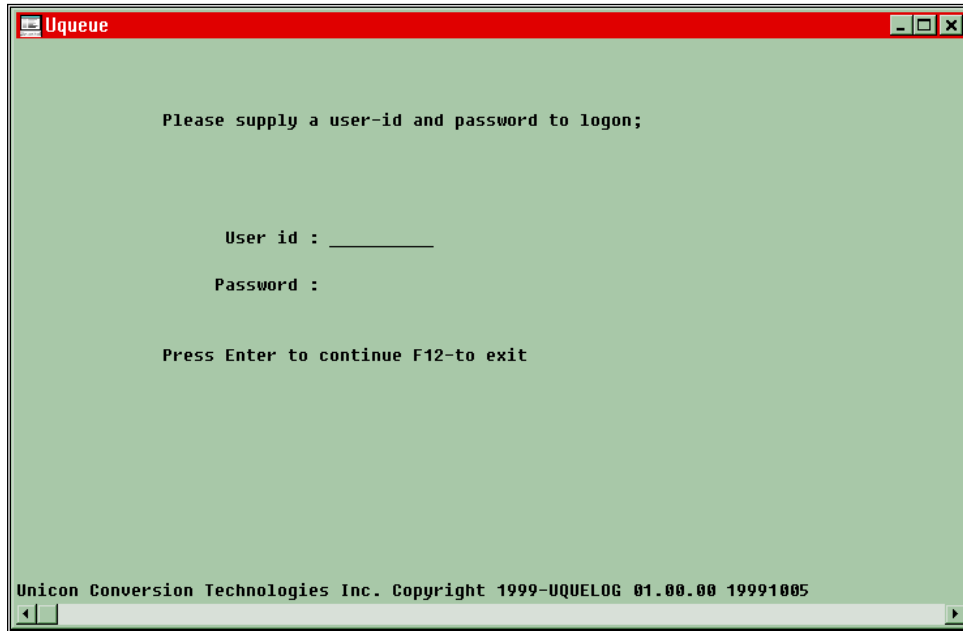 Uqueue
Please supply a user-id and password to logon;
User id : __________
Password :
Press Enter to continue F12-to exit
Unicon Conversion Technologies Inc. Copyright 1999-UQUELOG 01.00.00 19991005